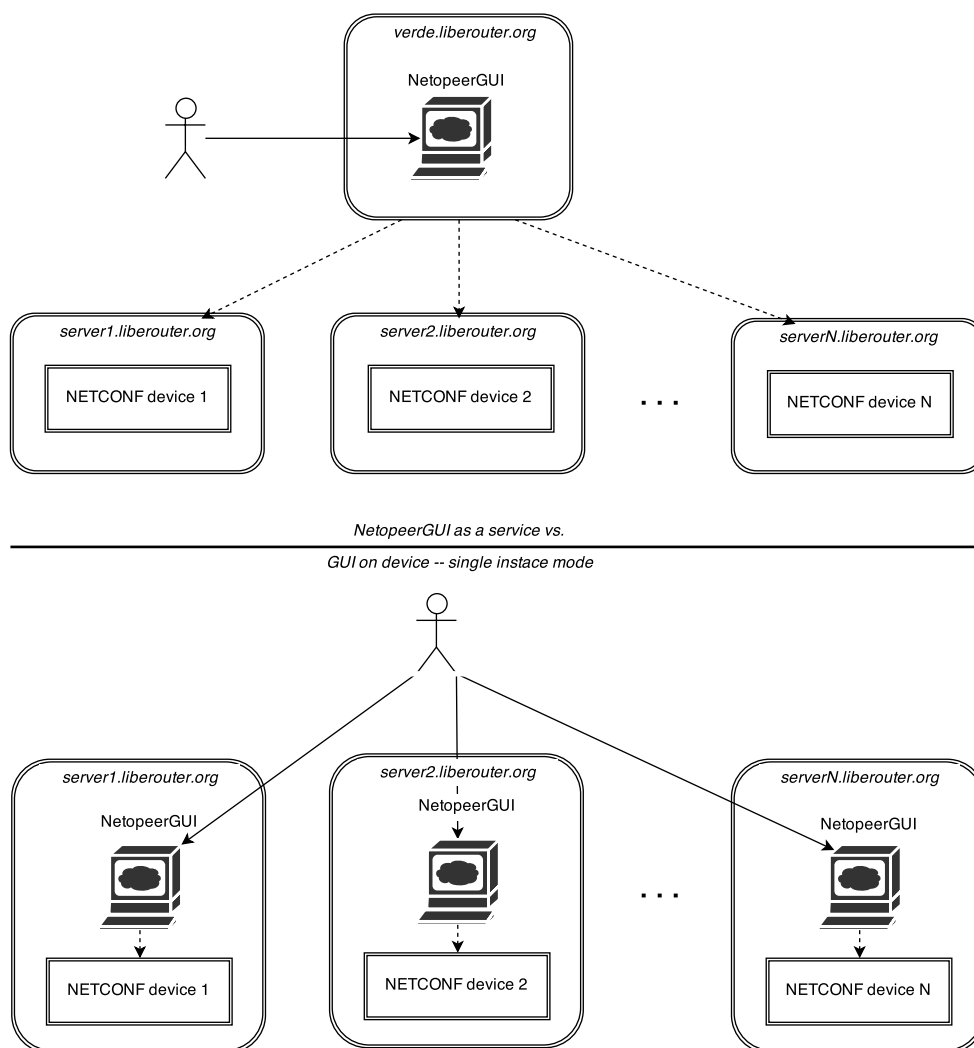 verde.liberouter.org
NetopeerGUI
server1.liberouter.org
server2.liberouter.org
serverN.liberouter.org
NETCONF device 1
NETCONF device 2
. . .
NETCONF device N
NetopeerGUI as a service vs.
GUI on device -- single instace mode
server1.liberouter.org
server2.liberouter.org
serverN.liberouter.org
NetopeerGUI
NetopeerGUI
NetopeerGUI
. . .
NETCONF device 1
NETCONF device 2
NETCONF device N